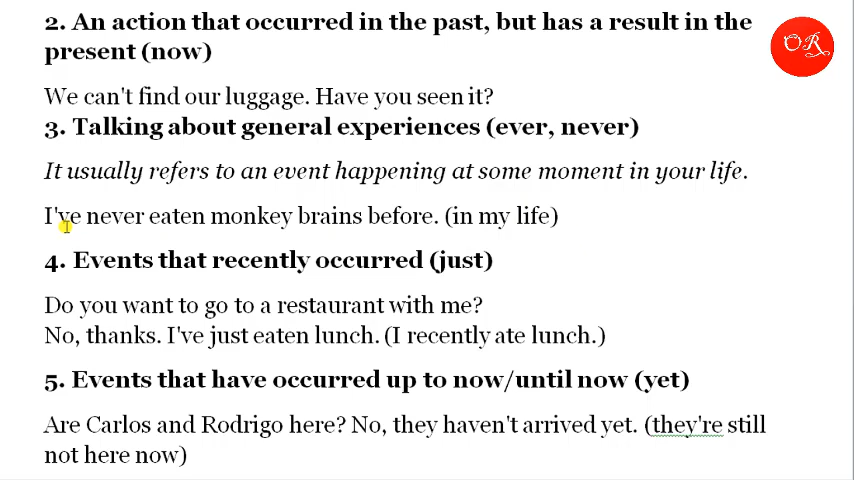 2. An action that occurred in the past, but has a result in the
present (now)
OR
We can't find our luggage. Have you seen it?
3. Talking about general experiences (ever, never)
It usually refers to an event happening at some moment in your life.
I've never eaten monkey brains before. (in my life)
4. Events that recently occurred (just)
Do you want to go to a restaurant with me?
No, thanks. I've just eaten lunch. (I recently ate lunch.)
5. Events that have occurred up to now/until now (yet)
Are Carlos and Rodrigo here? No, they haven't arrived yet. (they're still
not here now)